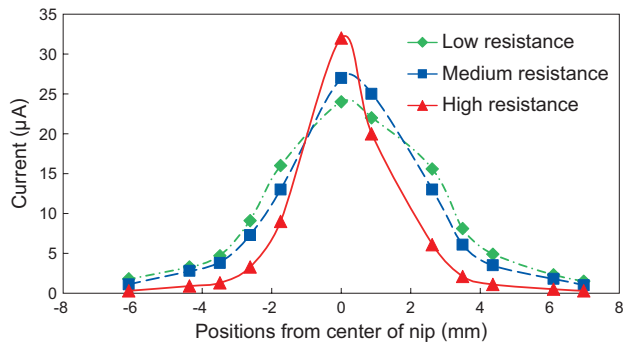 35
30
25
20
15
10
5
0
Current (μA)
Low resistance
Medium resistance
High resistance
-8 -6 -4 -2 0 2 4 6 8
Positions from center of nip (mm)